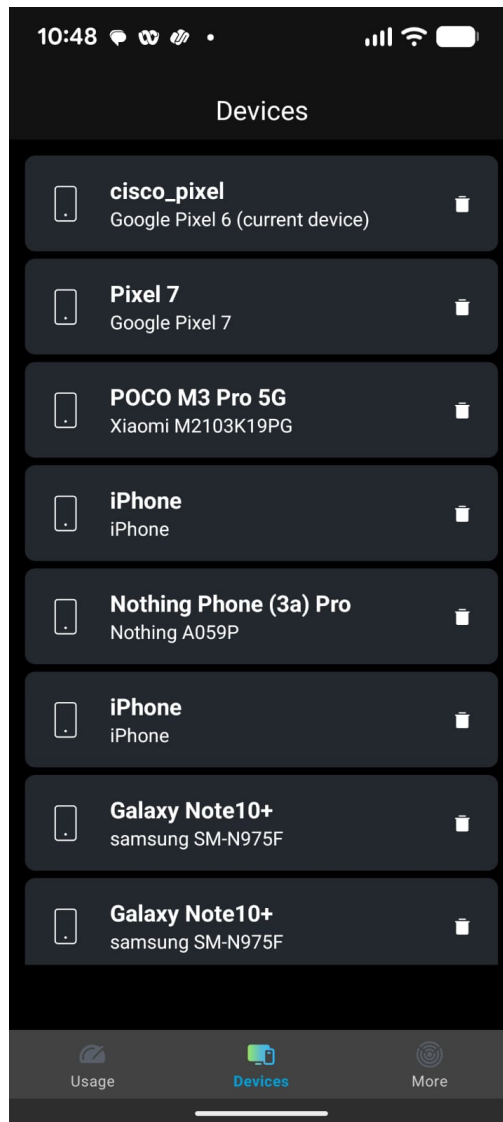 10:48
Devices
cisco_pixel
Google Pixel 6 (current device)
Pixel 7
Google Pixel 7
POCO M3 Pro 5G
Xiaomi M2103K19PG
iPhone
iPhone
Nothing Phone (3a) Pro
Nothing A059P
iPhone
iPhone
Galaxy Note10+
samsung SM-N975F
Galaxy Note10+
samsung SM-N975F
Usage Devices More